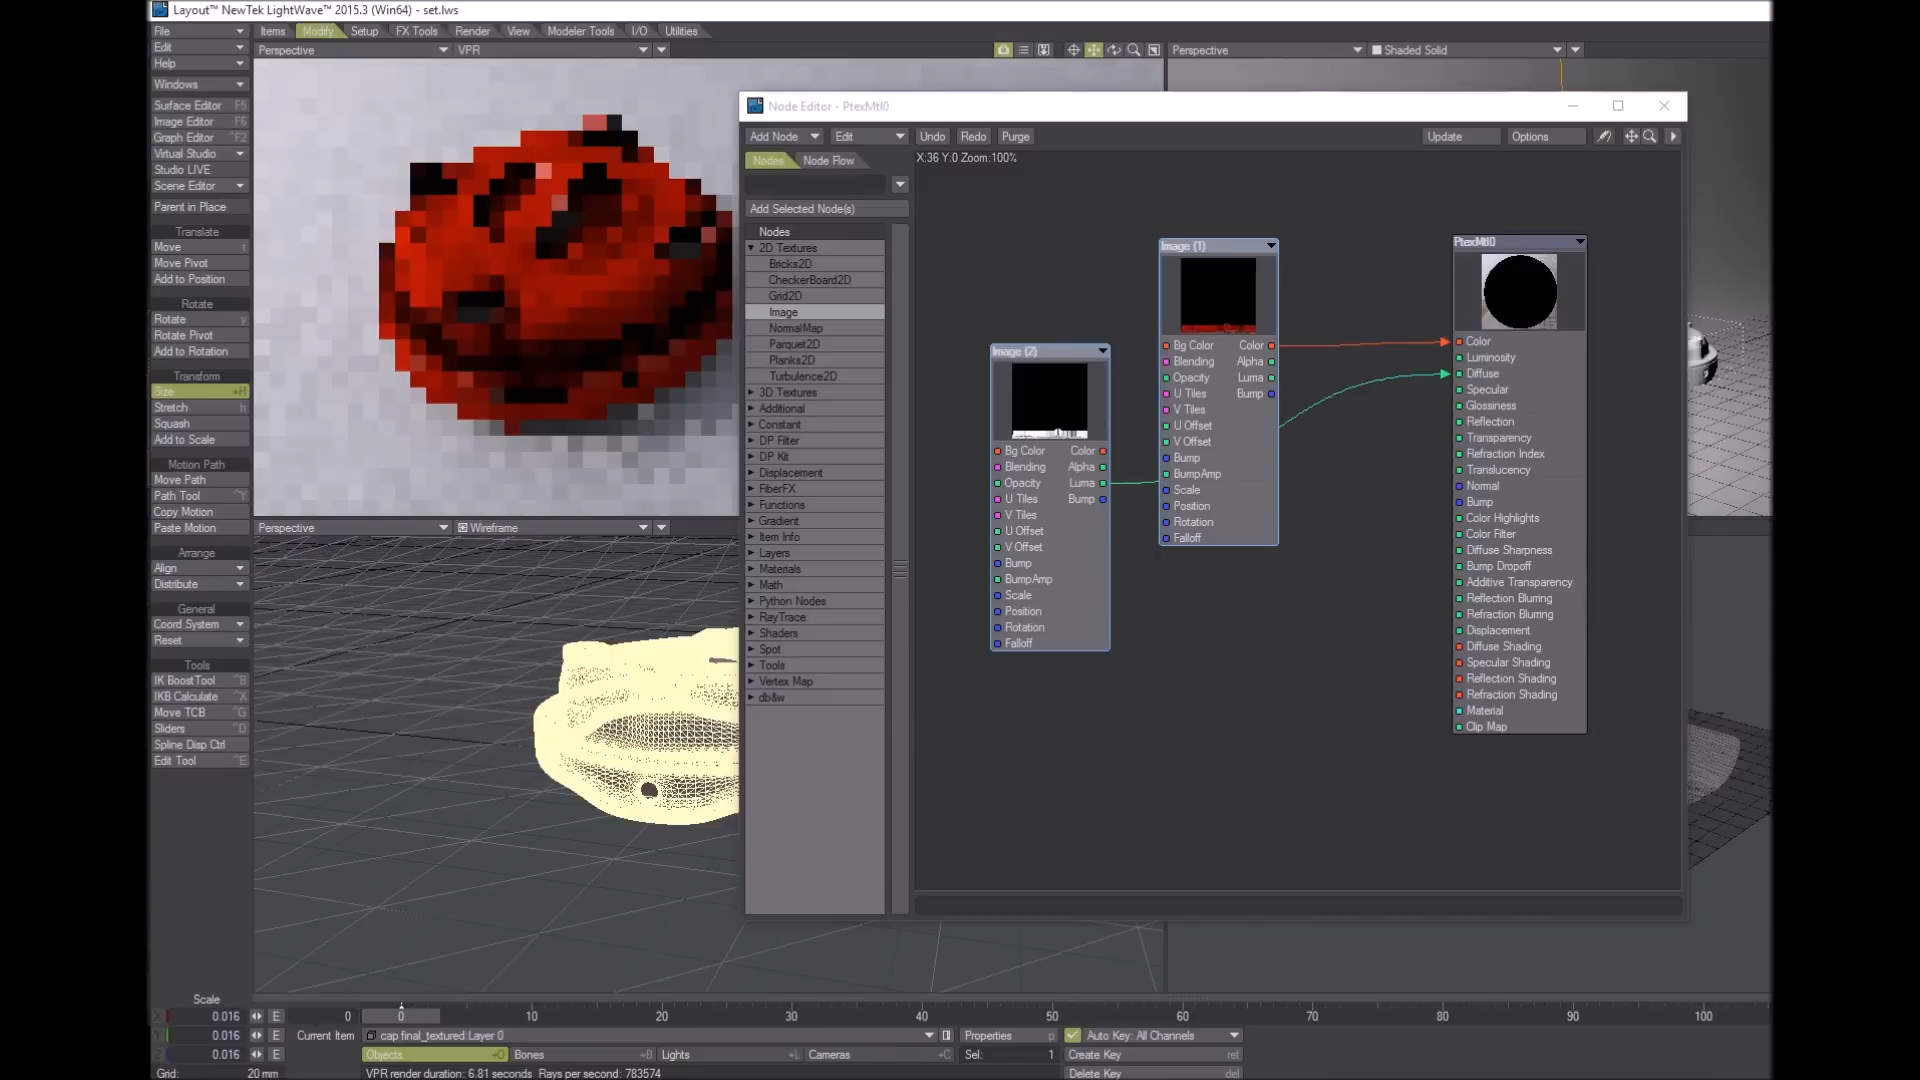 Layout™ NewTek LightWave™ 2015.3 (Win64) - set.lws
File
Items Modify Setup FX Tools Render View Modeler Tools I/O Utilities
Edit
Perspective VPR Perspective Shaded Solid
Help
Windows
Surface Editor F5
Image Editor F6
Graph Editor ^F2
Virtual Studio
Studio LIVE
Scene Editor
Parent in Place
Translate
Move t
Move Pivot
Add to Position
Rotate
Rotate y
Rotate Pivot
Add to Rotation
Transform
Size +H
Stretch h
Squash
Add to Scale
Motion Path
Move Path
Path Tool ^Y
Copy Motion
Paste Motion
Arrange
Align
Distribute
General
Coord System
Reset
Tools
IK BoostTool ^B
IKB Calculate ^X
Move TCB ^G
Sliders ^D
Spline Disp Ctrl
Edit Tool ^E
Perspective Wireframe
Node Editor - PtexMtl0
Add Node Edit Undo Redo Purge Update Options
Nodes Node Flow
X:36 Y:0 Zoom:100%
Add Selected Node(s)
Nodes
2D Textures
Bricks2D
CheckerBoard2D
Grid2D
Image
NormalMap
Parquet2D
Planks2D
Turbulence2D
3D Textures
Additional
Constant
DP Filter
DP Kit
Displacement
FiberFX
Functions
Gradient
Item Info
Layers
Materials
Math
Python Nodes
RayTrace
Shaders
Spot
Tools
Vertex Map
db&w
Image (2)
Bg Color Color
Blending Alpha
Opacity Luma
U Tiles Bump
V Tiles
U Offset
V Offset
Bump
BumpAmp
Scale
Position
Rotation
Falloff
Image (1)
Bg Color Color
Blending Alpha
Opacity Luma
U Tiles Bump
V Tiles
U Offset
V Offset
Bump
BumpAmp
Scale
Position
Rotation
Falloff
PtexMtl0
Color
Luminosity
Diffuse
Specular
Glossiness
Reflection
Transparency
Refraction Index
Translucency
Normal
Bump
Color Highlights
Color Filter
Diffuse Sharpness
Bump Dropoff
Additive Transparency
Reflection Blurring
Refraction Blurring
Displacement
Diffuse Shading
Specular Shading
Reflection Shading
Refraction Shading
Material
Clip Map
Scale
X 0.016 E 0 0 10 20 30 40 50 60 70 80 90 100
Y 0.016 E Current Item cap final_textured:Layer 0 Properties p Auto Key: All Channels
Z 0.016 E Objects +O Bones +B Lights +L Cameras +C Sel: 1 Create Key ret
Grid: 20 mm VPR render duration: 6.81 seconds Rays per second: 783574 Delete Key del